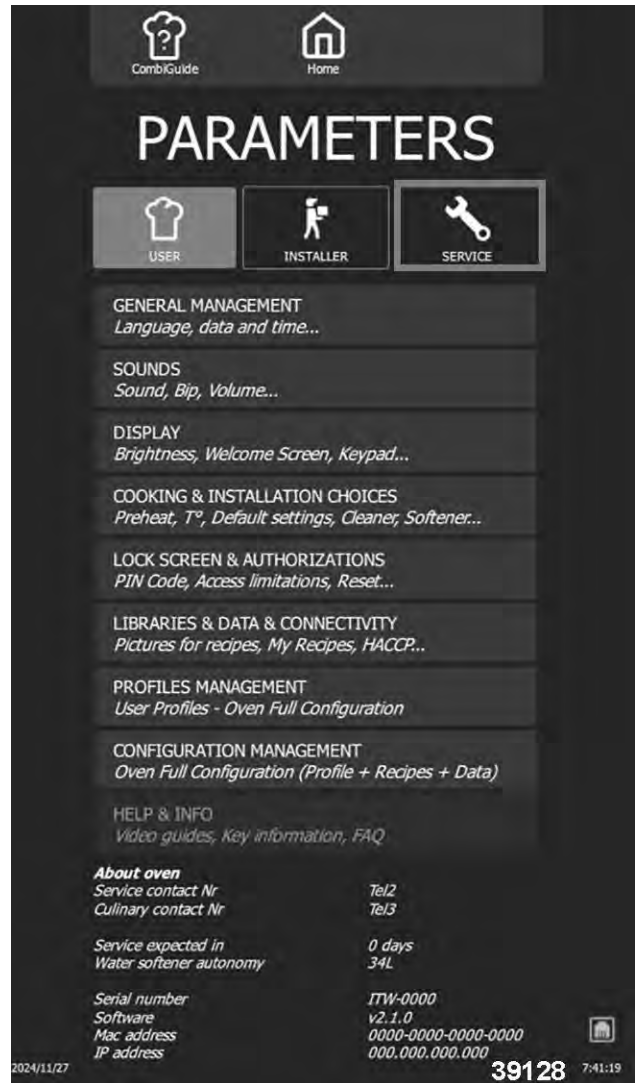 ?
CombiGuide
Home
PARAMETERS
USER
INSTALLER
SERVICE
GENERAL MANAGEMENT
Language, data and time...
SOUNDS
Sound, Bip, Volume...
DISPLAY
Brightness, Welcome Screen, Keypad...
COOKING & INSTALLATION CHOICES
Preheat, T°, Default settings, Cleaner, Softener...
LOCK SCREEN & AUTHORIZATIONS
PIN Code, Access limitations, Reset...
LIBRARIES & DATA & CONNECTIVITY
Pictures for recipes, My Recipes, HACCP...
PROFILES MANAGEMENT
User Profiles - Oven Full Configuration
CONFIGURATION MANAGEMENT
Oven Full Configuration (Profile + Recipes + Data)
HELP & INFO
Video guides, Key information, FAQ
About oven
Service contact Nr Tel2
Culinary contact Nr Tel3
Service expected in 0 days
Water softener autonomy 34L
Serial number ITW-0000
Software v2.1.0
Mac address 0000-0000-0000-0000
IP address 000.000.000.000
2024/11/27 39128 7:41:19